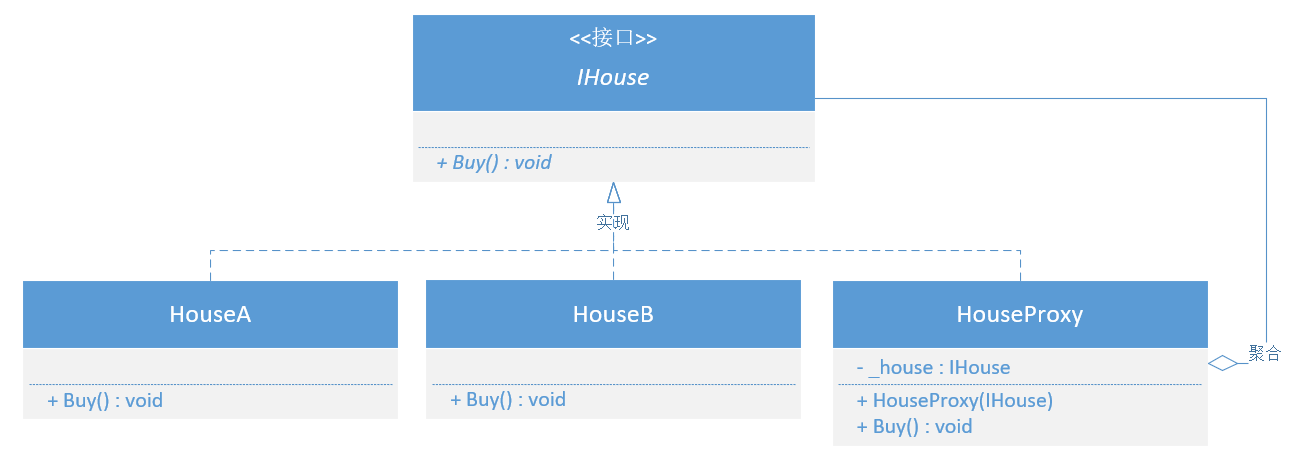 <<接口>>
IHouse
+ Buy() : void
实现
HouseA
+ Buy() : void
HouseB
+ Buy() : void
HouseProxy
- _house : IHouse
+ HouseProxy(IHouse)
+ Buy() : void
聚合